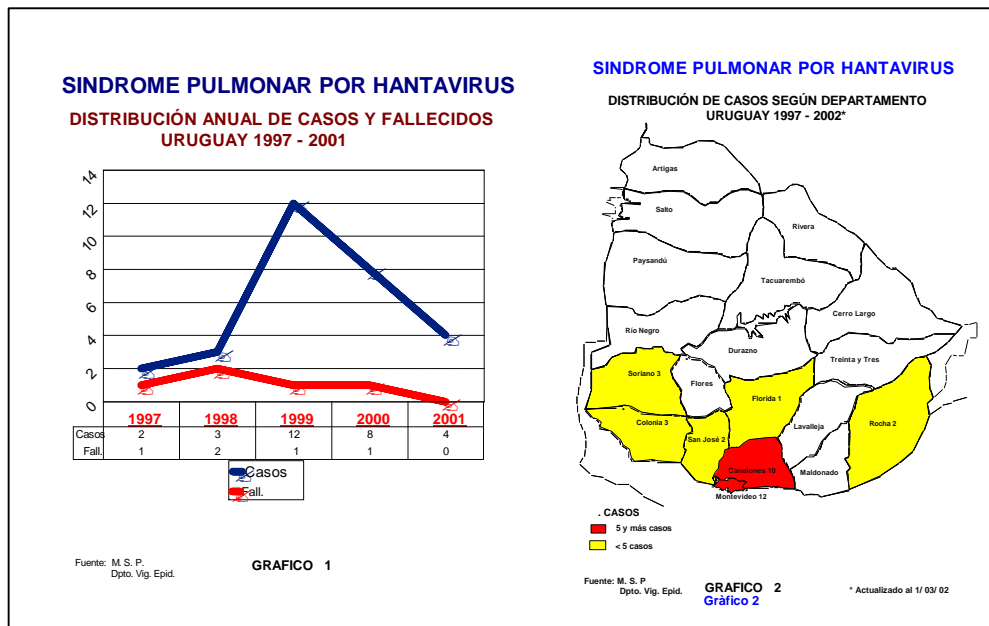 SINDROME PULMONAR POR HANTAVIRUS
DISTRIBUCIÓN ANUAL DE CASOS Y FALLECIDOS
URUGUAY 1997 - 2001
14
12
10
8
6
4
2
0
1997 1998 1999 2000 2001
Casos 2 3 12 8 4
Fall. 1 2 1 1 0
Casos
Fall.
Fuente: M. S. P.
Dpto. Vig. Epid.
GRAFICO 1
SINDROME PULMONAR POR HANTAVIRUS
DISTRIBUCIÓN DE CASOS SEGÚN DEPARTAMENTO
URUGUAY 1997 - 2002*
Artigas
Salto
Rivera
Paysandú
Tacuarembó
Cerro Largo
Río Negro
Durazno
Treinta y Tres
Soriano 3
Flores
Florida 1
Colonia 3
San José 2
Lavalleja
Rocha 2
Canelones 10
Maldonado
Montevideo 12
. CASOS
5 y más casos
< 5 casos
Fuente: M. S. P
Dpto. Vig. Epid.
GRAFICO 2
Gràfico 2
* Actualizado al 1/ 03/ 02